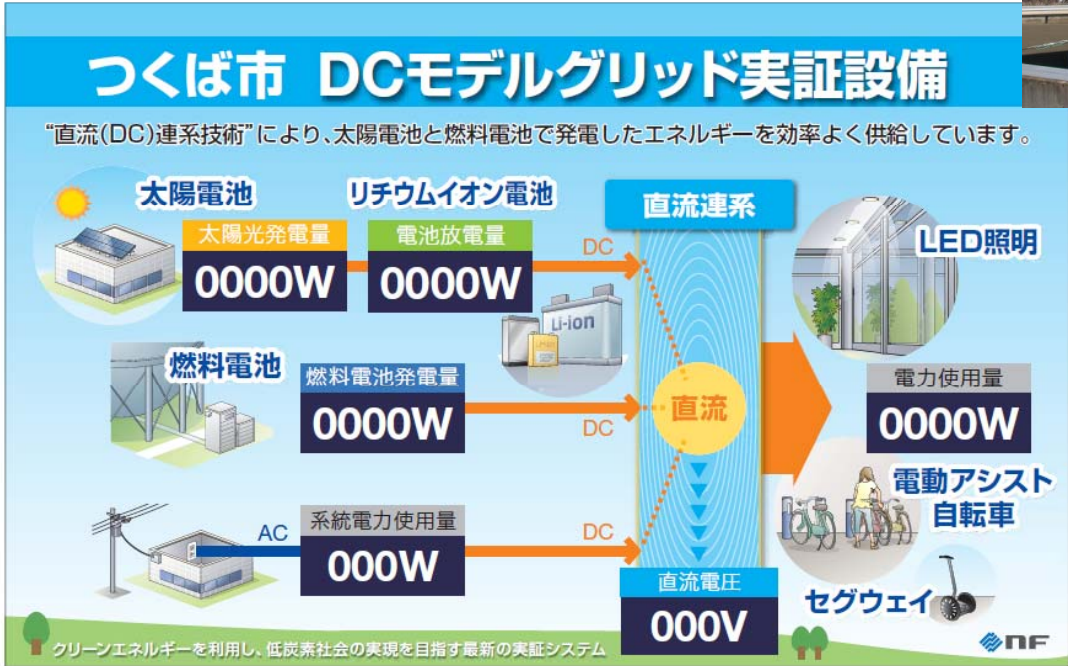 つくば市 DCモデルグリッド実証設備
“直流(DC)連系技術”により、太陽電池と燃料電池で発電したエネルギーを効率よく供給しています。
太陽電池
リチウムイオン電池
直流連系
太陽光発電量
電池放電量
DC
LED照明
0000W
0000W
Li-ion
燃料電池
燃料電池発電量
0000W
DC
直流
電力使用量
0000W
電動アシスト
自転車
系統電力使用量
AC
000W
DC
直流電圧
000V
セグウェイ
クリーンエネルギーを利用し、低炭素社会の実現を目指す最新の実証システム
nF